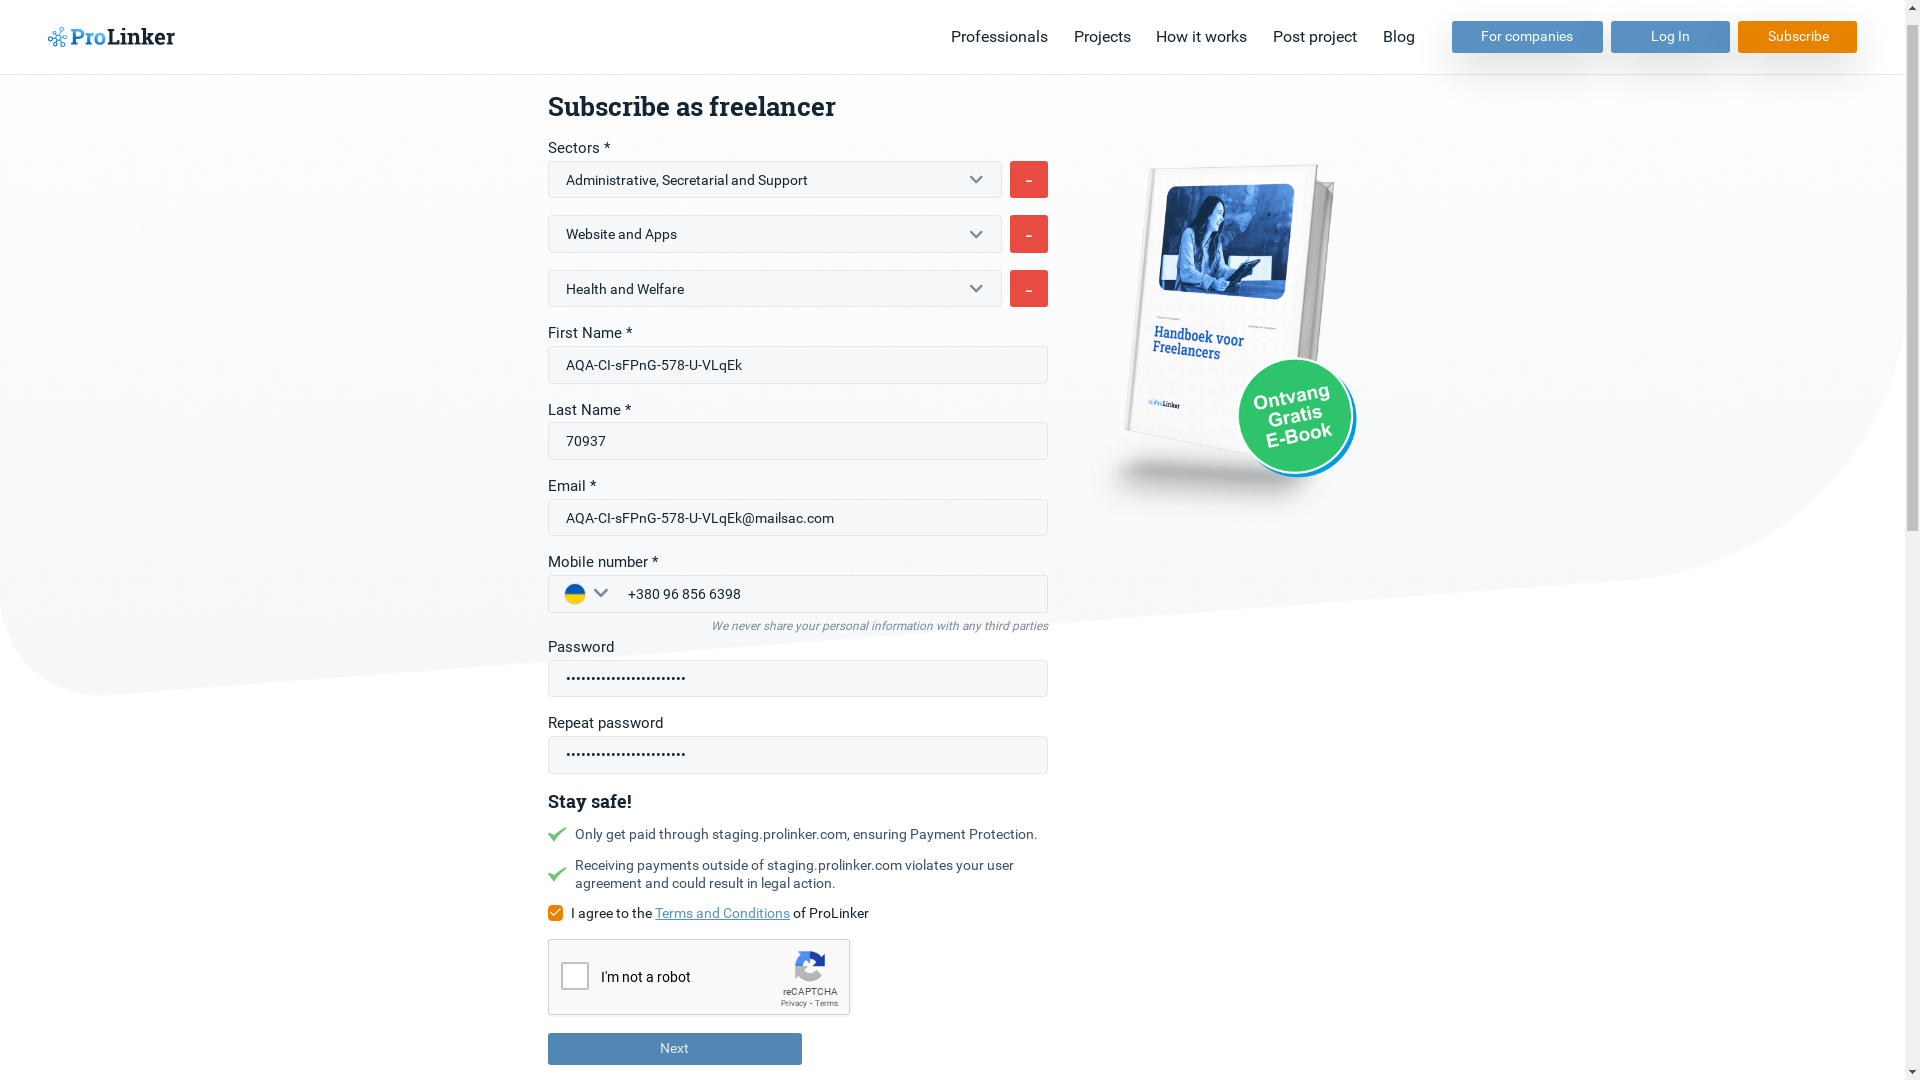 ProLinker
Professionals
Projects
How it works
Post project
Blog
For companies
Log In
Subscribe
Subscribe as freelancer
Sectors *
Administrative, Secretarial and Support
-
Website and Apps
-
Health and Welfare
-
First Name *
AQA-CI-sFPnG-578-U-VLqEk
Last Name *
70937
Email *
AQA-CI-sFPnG-578-U-VLqEk@mailsac.com
Mobile number *
+380 96 856 6398
We never share your personal information with any third parties
Password
••••••••••••••••••••••••
Repeat password
••••••••••••••••••••••••
Stay safe!
Only get paid through staging.prolinker.com, ensuring Payment Protection.
Receiving payments outside of staging.prolinker.com violates your user
agreement and could result in legal action.
I agree to the Terms and Conditions of ProLinker
I'm not a robot
reCAPTCHA
Privacy - Terms
Next
Handboek voor
Freelancers
ProLinker
Ontvang
Gratis
E-Book